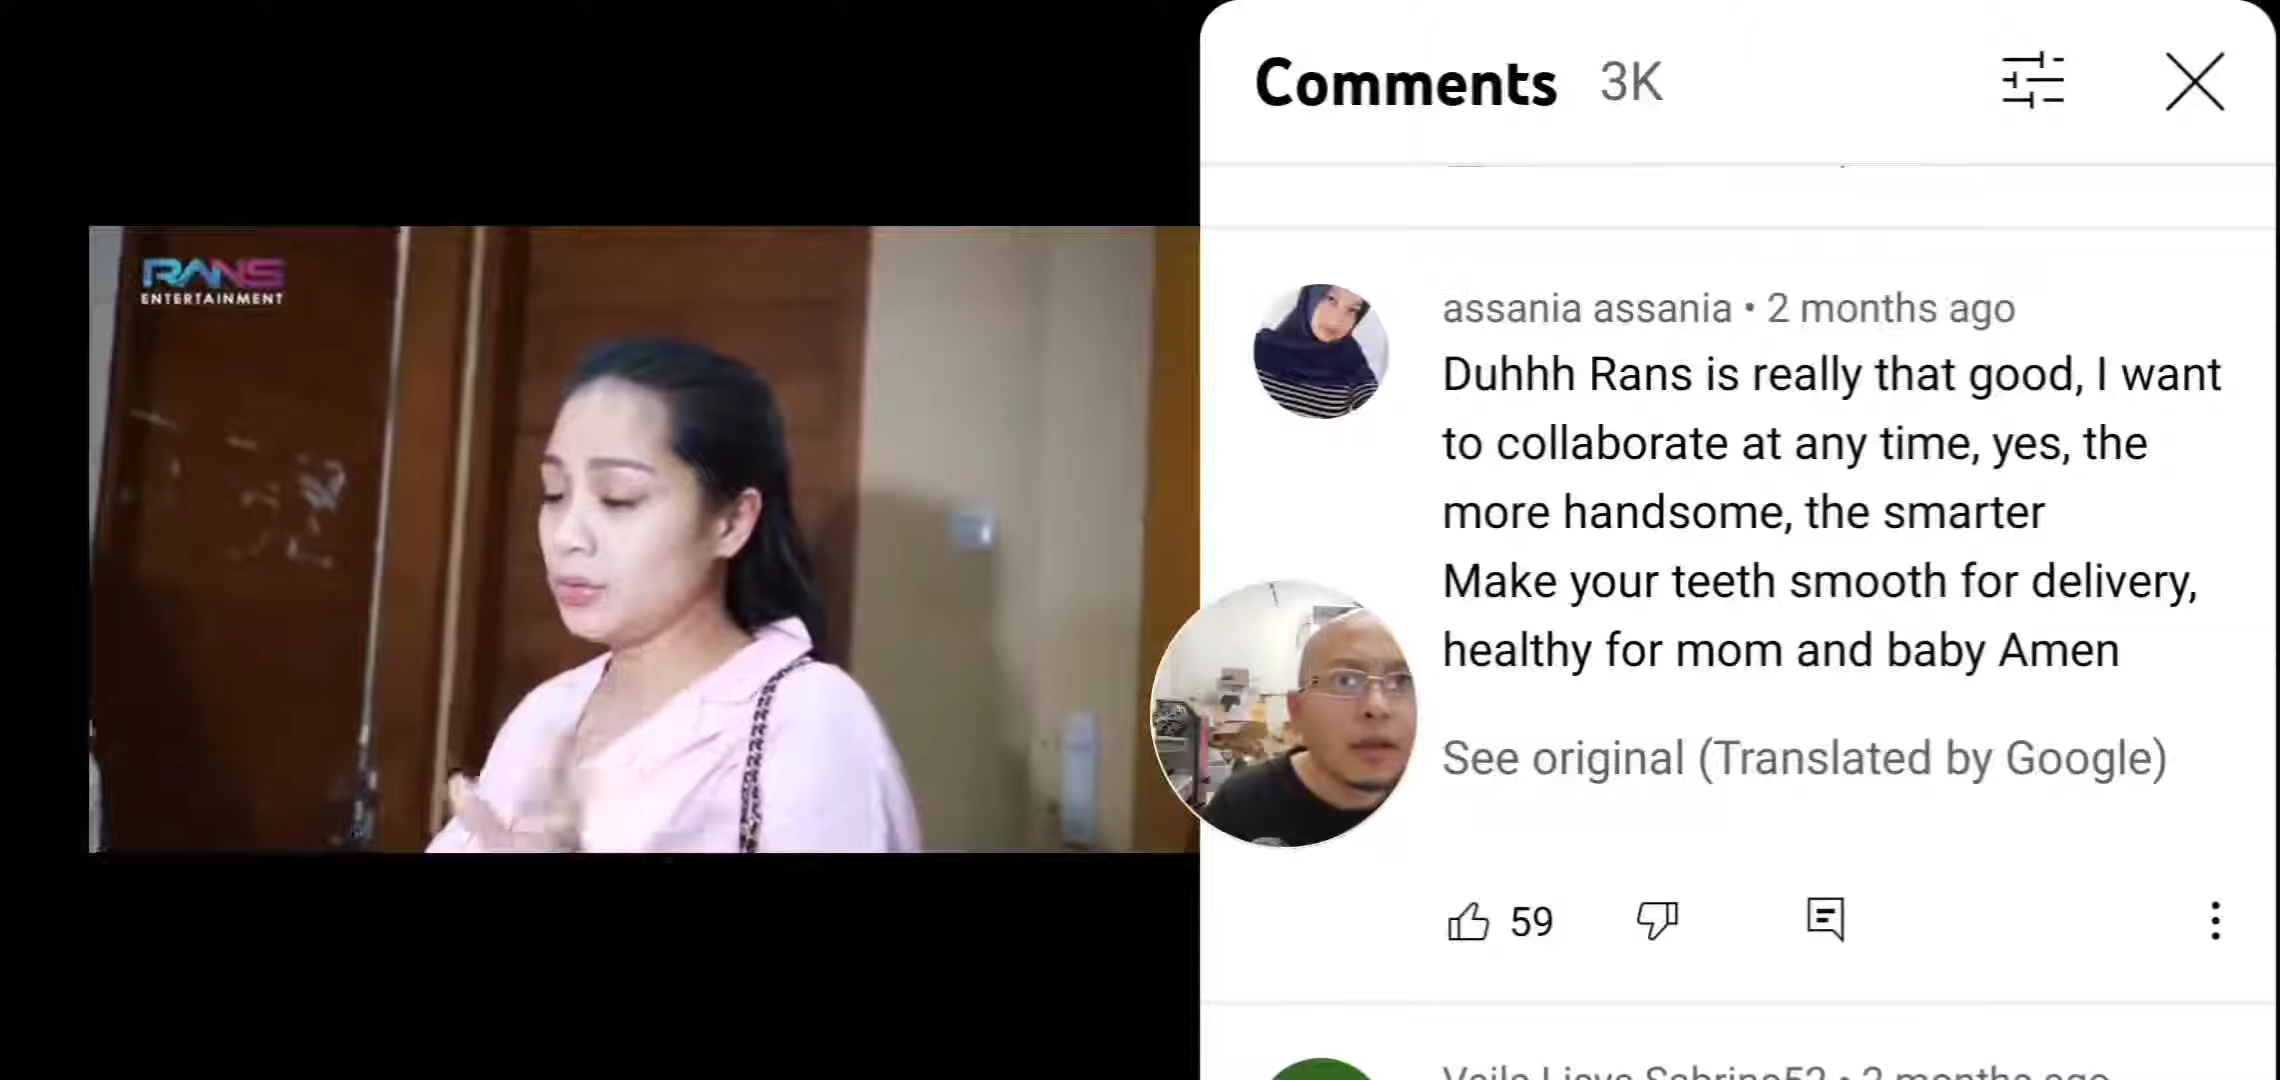 RANS
ENTERTAINMENT
Comments 3K
assania assania • 2 months ago
Duhhh Rans is really that good, I want
to collaborate at any time, yes, the
more handsome, the smarter
Make your teeth smooth for delivery,
healthy for mom and baby Amen
See original (Translated by Google)
59
months ago